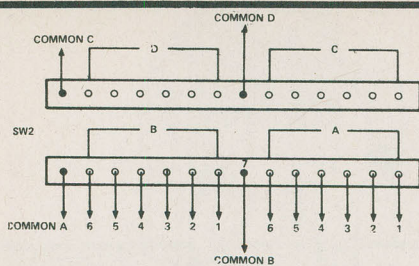 COMMON D
COMMON C
D C
SW2
B A
7
COMMON A 6 5 4 3 2 1 6 5 4 3 2 1
COMMON B